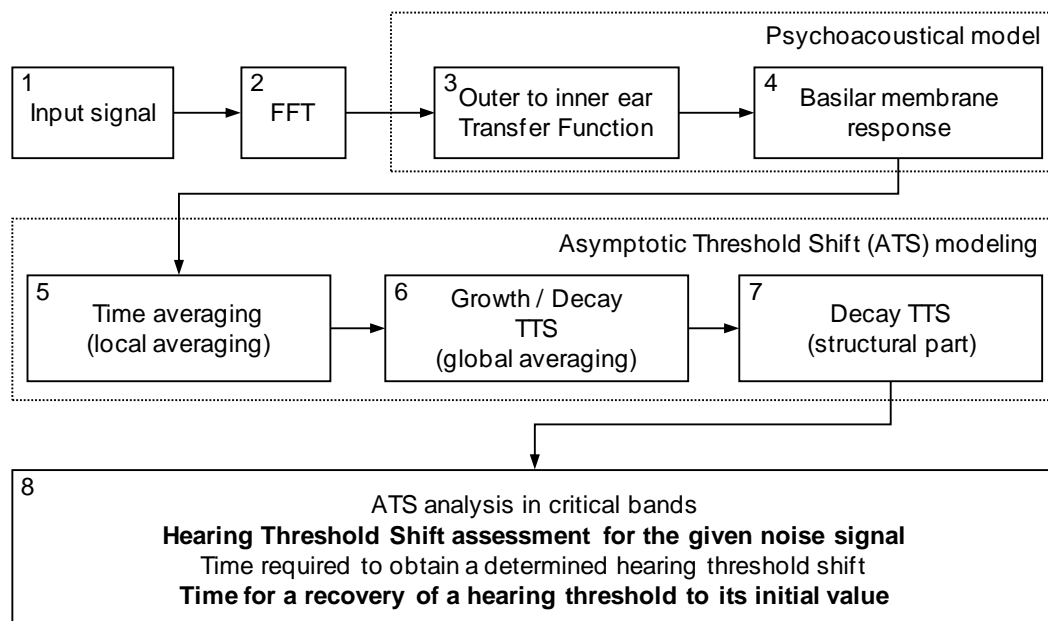 Psychoacoustical model
1
Input signal
2
FFT
3
Outer to inner ear
Transfer Function
4
Basilar membrane
response
Asymptotic Threshold Shift (ATS) modeling
5
Time averaging
(local averaging)
6
Growth / Decay
TTS
(global averaging)
7
Decay TTS
(structural part)
8
ATS analysis in critical bands
Hearing Threshold Shift assessment for the given noise signal
Time required to obtain a determined hearing threshold shift
Time for a recovery of a hearing threshold to its initial value